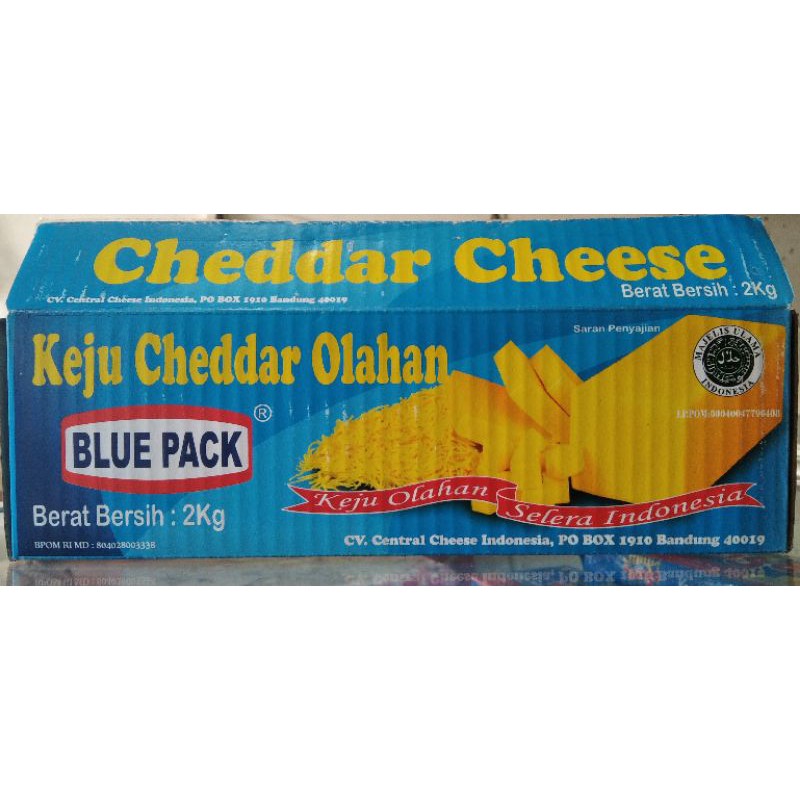 Cheddar Cheese
Berat Bersih : 2Kg
CV. Central Cheese Indonesia, PO BOX 1910 Bandung 40019
Keju Cheddar Olahan
Saran Penyajian
MAJELIS ULAMA
حلال
INDONESIA
BLUE PACK ®
Keju Olahan
Selera Indonesia
Berat Bersih : 2Kg
BPOM RI MD : 804028003338
CV. Central Cheese Indonesia, PO BOX 1910 Bandung 40019